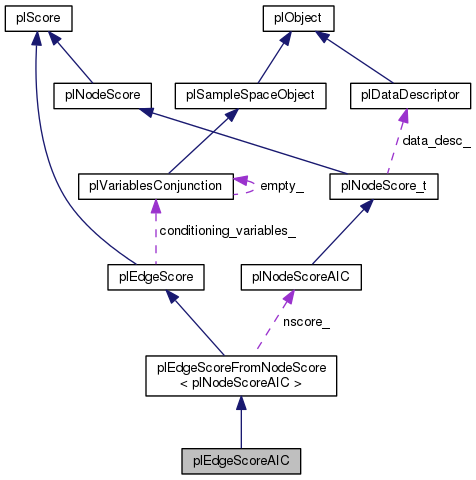 plScore
plObject
plNodeScore
plSampleSpaceObject
plDataDescriptor
data_desc_
plVariablesConjunction
empty_
plNodeScore_t
conditioning_variables_
plEdgeScore
plNodeScoreAIC
nscore_
plEdgeScoreFromNodeScore
< plNodeScoreAIC >
plEdgeScoreAIC